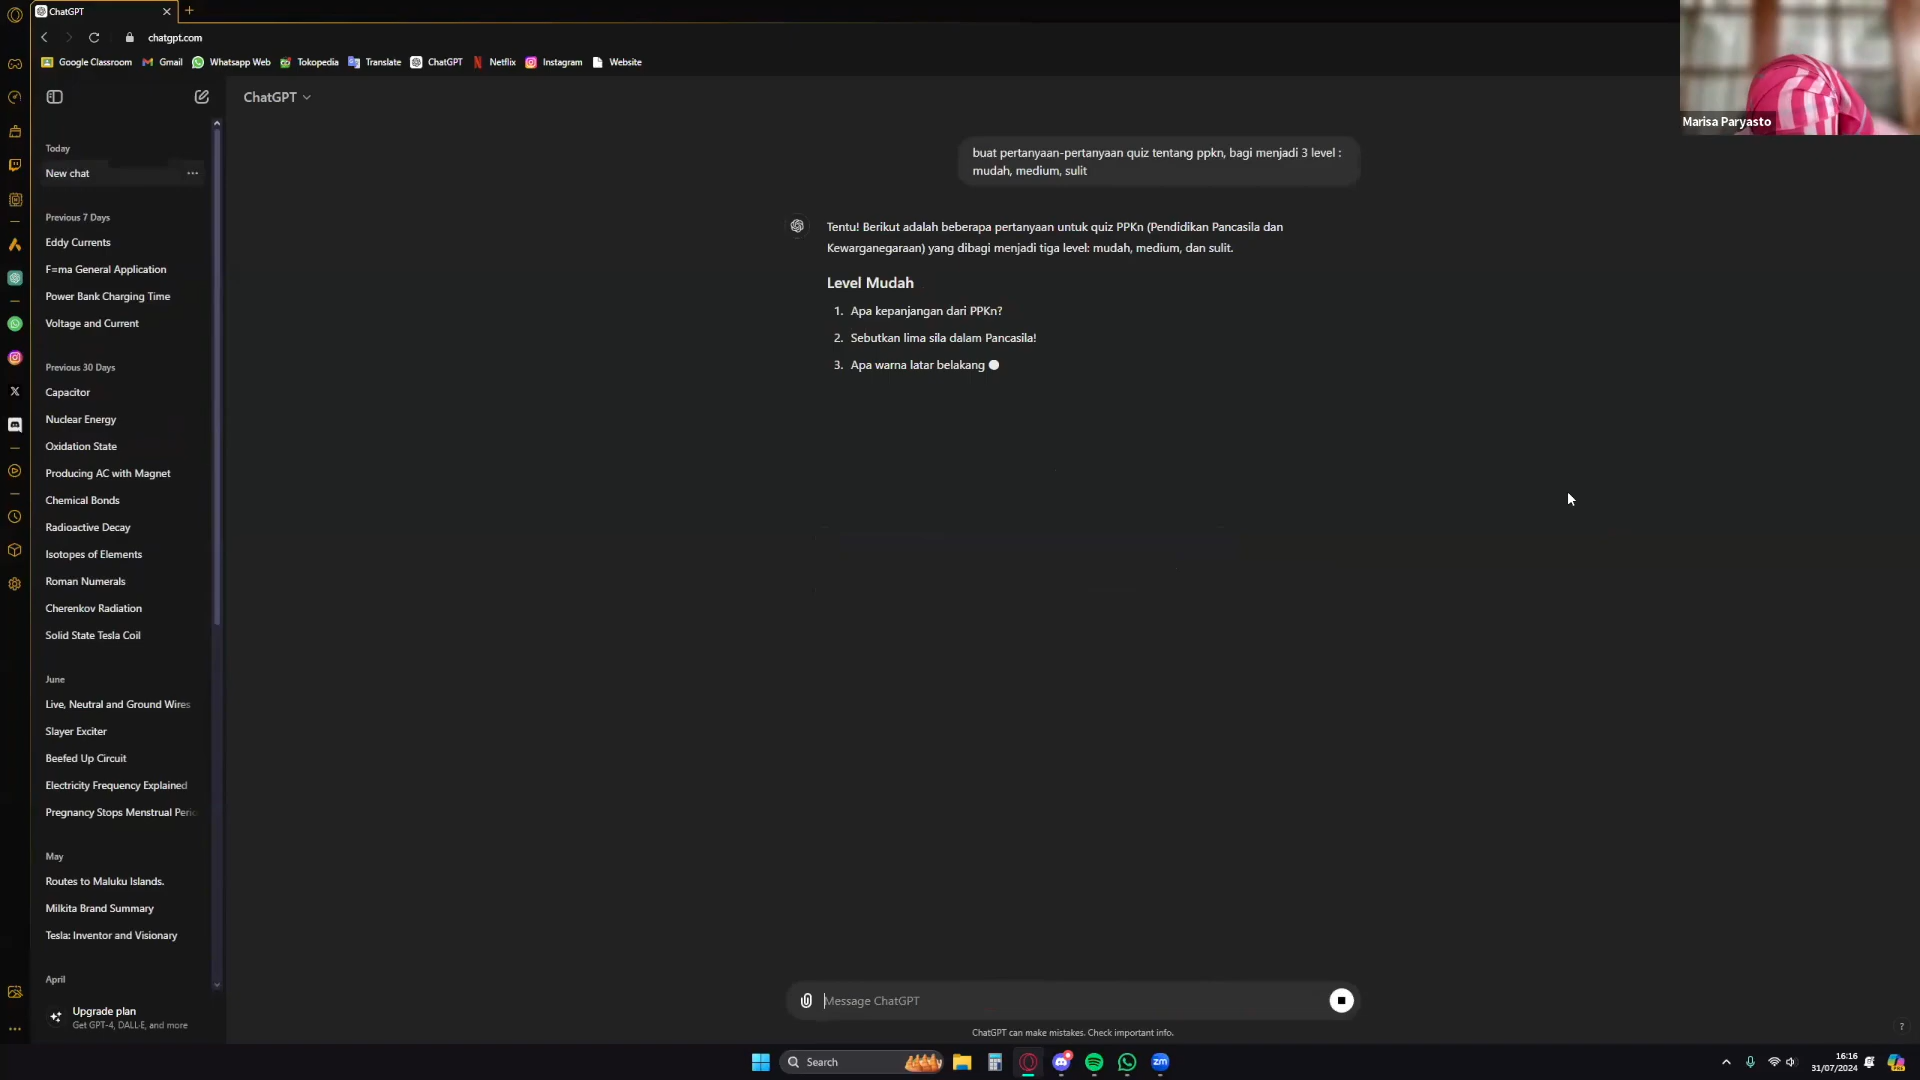 ChatGPT
chatgpt.com
Google Classroom
Gmail
Whatsapp Web
Tokopedia
Translate
ChatGPT
Netflix
Instagram
Website
Marisa Paryasto
ChatGPT
Today
New chat
Previous 7 Days
Eddy Currents
F=ma General Application
Power Bank Charging Time
Voltage and Current
Previous 30 Days
Capacitor
Nuclear Energy
Oxidation State
Producing AC with Magnet
Chemical Bonds
Radioactive Decay
Isotopes of Elements
Roman Numerals
Cherenkov Radiation
Solid State Tesla Coil
June
Live, Neutral and Ground Wires
Slayer Exciter
Beefed Up Circuit
Electricity Frequency Explained
Pregnancy Stops Menstrual Peri
May
Routes to Maluku Islands.
Milkita Brand Summary
Tesla: Inventor and Visionary
April
Upgrade plan
Get GPT-4, DALL·E, and more
buat pertanyaan-pertanyaan quiz tentang ppkn, bagi menjadi 3 level :
mudah, medium, sulit
Tentu! Berikut adalah beberapa pertanyaan untuk quiz PPKn (Pendidikan Pancasila dan
Kewarganegaraan) yang dibagi menjadi tiga level: mudah, medium, dan sulit.
Level Mudah
1. Apa kepanjangan dari PPKn?
2. Sebutkan lima sila dalam Pancasila!
3. Apa warna latar belakang
Message ChatGPT
ChatGPT can make mistakes. Check important info.
?
Search
zm
16:16
31/07/2024